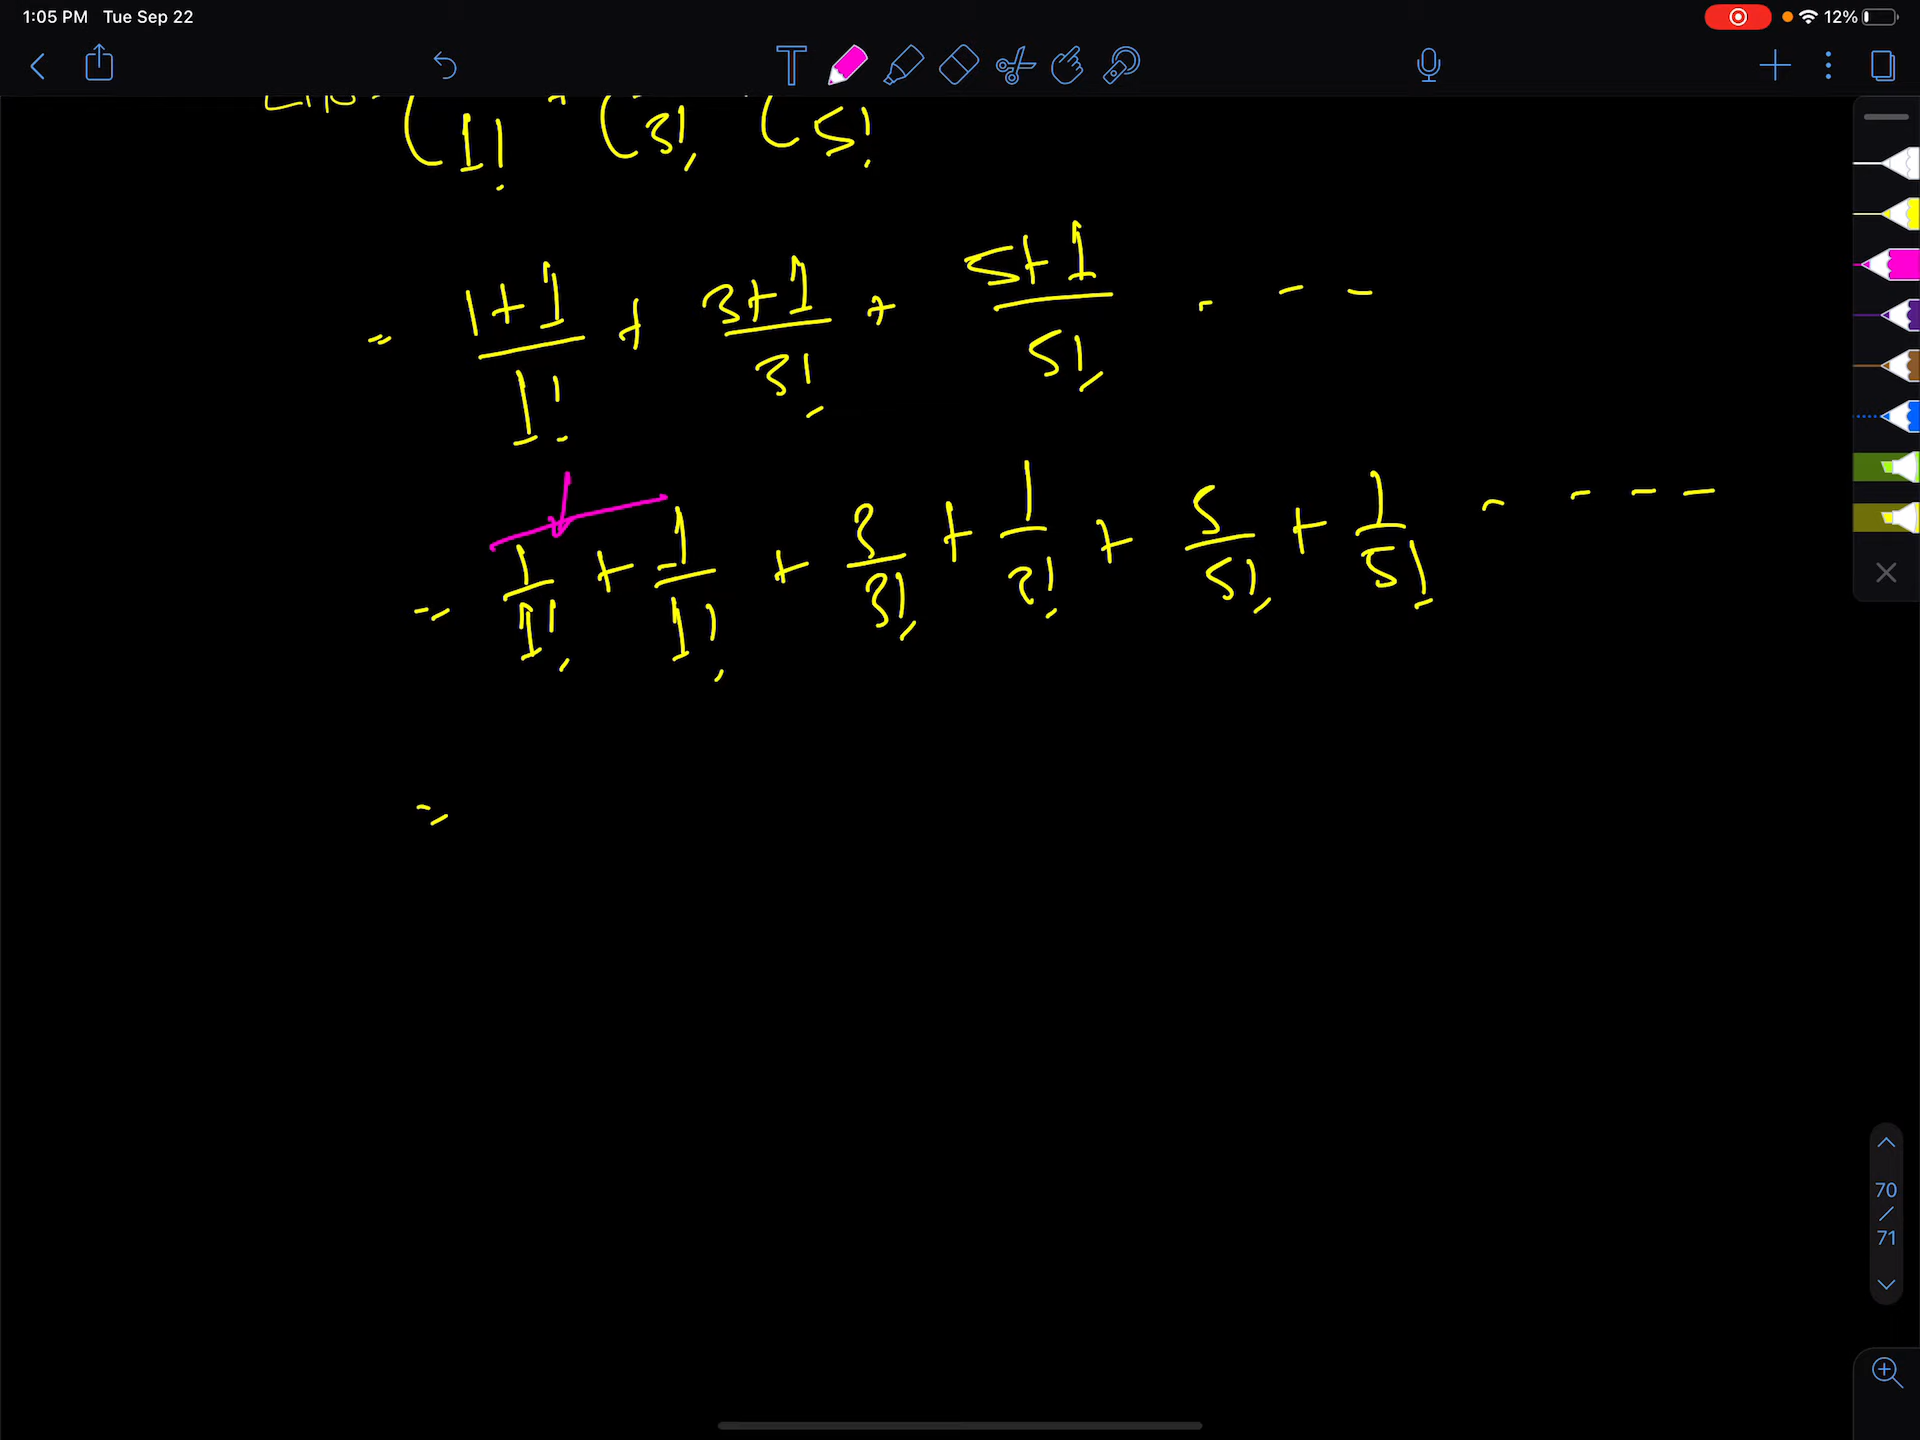 1:05 PM Tue Sep 22 12%
T
( 1! + ( 3! ( 5!
= 1+1/1! + 3+1/3! + 5+1/5! - - -
= 1/1! + 1/1! + 3/3! + 1/3! + 5/5! + 1/5! - - - -
=
70
/
71